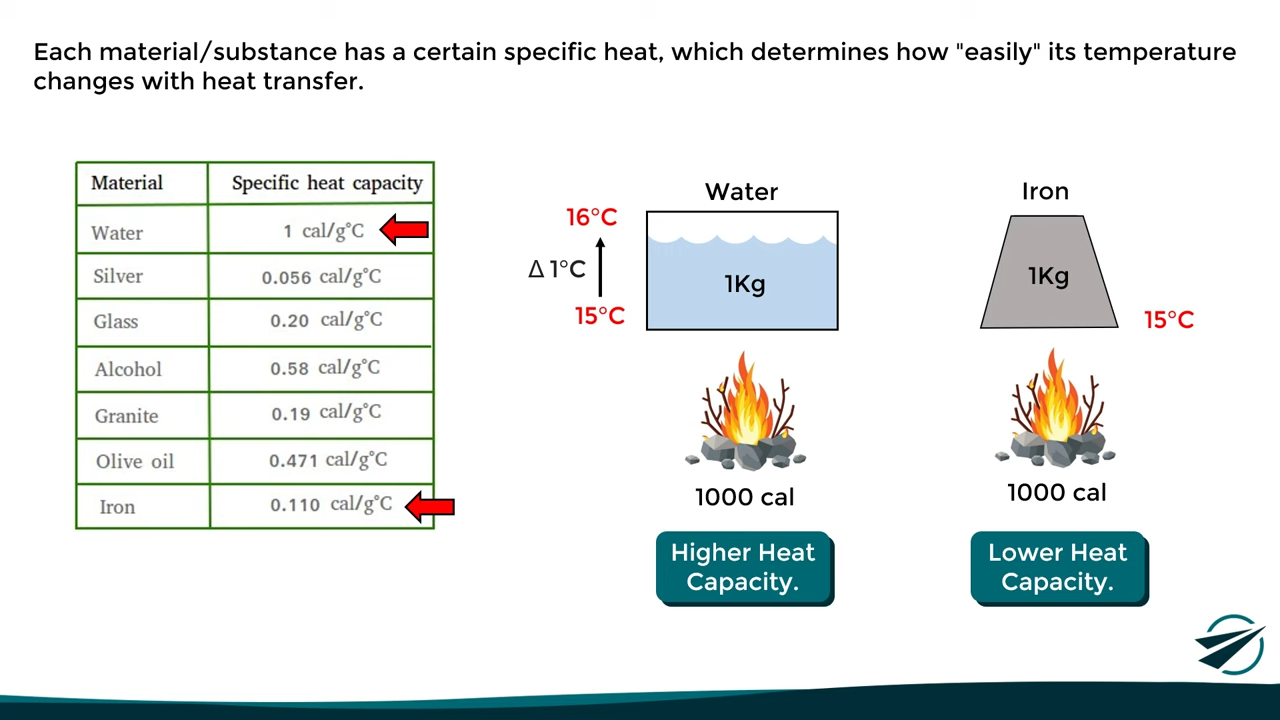 Each material/substance has a certain specific heat, which determines how "easily" its temperature
changes with heat transfer.
Material Specific heat capacity
Water 1 cal/g°C
Silver 0.056 cal/g°C
Glass 0.20 cal/g°C
Alcohol 0.58 cal/g°C
Granite 0.19 cal/g°C
Olive oil 0.471 cal/g°C
Iron 0.110 cal/g°C
Water
16°C
Δ 1°C
15°C
1Kg
1000 cal
Higher Heat
Capacity.
Iron
1Kg
15°C
1000 cal
Lower Heat
Capacity.